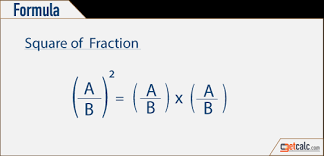 Formula
Square of Fraction
(A/B)² = (A/B) x (A/B)
getcalc.com